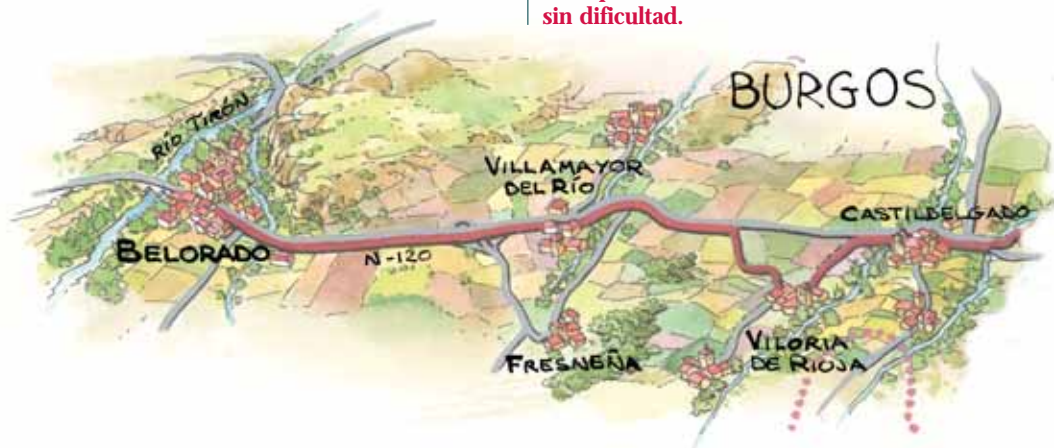 sin dificultad.
BURGOS
RÍO TIRÓN
VILLAMAYOR
DEL RÍO
CASTILDELGADO
BELORADO
N-120
FRESNEÑA
VILORIA
DE RIOJA